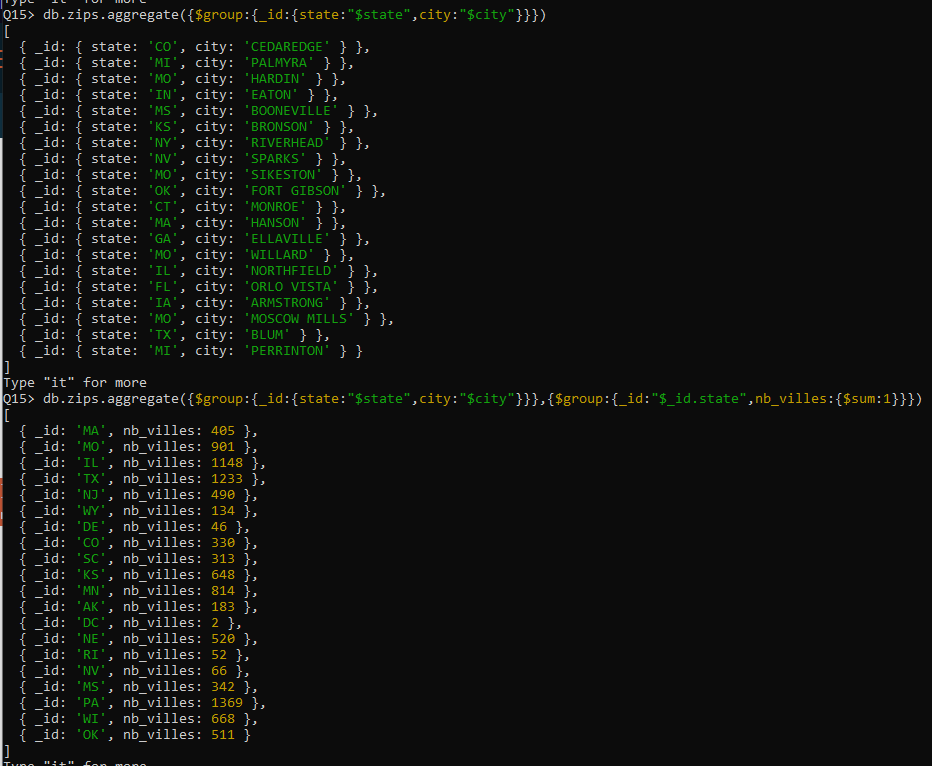 Type "it" for more
Q15> db.zips.aggregate({$group:{_id:{state:"$state",city:"$city"}}})
[
  { _id: { state: 'CO', city: 'CEDAREDGE' } },
  { _id: { state: 'MI', city: 'PALMYRA' } },
  { _id: { state: 'MO', city: 'HARDIN' } },
  { _id: { state: 'IN', city: 'EATON' } },
  { _id: { state: 'MS', city: 'BOONEVILLE' } },
  { _id: { state: 'KS', city: 'BRONSON' } },
  { _id: { state: 'NY', city: 'RIVERHEAD' } },
  { _id: { state: 'NV', city: 'SPARKS' } },
  { _id: { state: 'MO', city: 'SIKESTON' } },
  { _id: { state: 'OK', city: 'FORT GIBSON' } },
  { _id: { state: 'CT', city: 'MONROE' } },
  { _id: { state: 'MA', city: 'HANSON' } },
  { _id: { state: 'GA', city: 'ELLAVILLE' } },
  { _id: { state: 'MO', city: 'WILLARD' } },
  { _id: { state: 'IL', city: 'NORTHFIELD' } },
  { _id: { state: 'FL', city: 'ORLO VISTA' } },
  { _id: { state: 'IA', city: 'ARMSTRONG' } },
  { _id: { state: 'MO', city: 'MOSCOW MILLS' } },
  { _id: { state: 'TX', city: 'BLUM' } },
  { _id: { state: 'MI', city: 'PERRINTON' } }
]
Type "it" for more
Q15> db.zips.aggregate({$group:{_id:{state:"$state",city:"$city"}}},{$group:{_id:"$_id.state",nb_villes:{$sum:1}}})
[
  { _id: 'MA', nb_villes: 405 },
  { _id: 'MO', nb_villes: 901 },
  { _id: 'IL', nb_villes: 1148 },
  { _id: 'TX', nb_villes: 1233 },
  { _id: 'NJ', nb_villes: 490 },
  { _id: 'WY', nb_villes: 134 },
  { _id: 'DE', nb_villes: 46 },
  { _id: 'CO', nb_villes: 330 },
  { _id: 'SC', nb_villes: 313 },
  { _id: 'KS', nb_villes: 648 },
  { _id: 'MN', nb_villes: 814 },
  { _id: 'AK', nb_villes: 183 },
  { _id: 'DC', nb_villes: 2 },
  { _id: 'NE', nb_villes: 520 },
  { _id: 'RI', nb_villes: 52 },
  { _id: 'NV', nb_villes: 66 },
  { _id: 'MS', nb_villes: 342 },
  { _id: 'PA', nb_villes: 1369 },
  { _id: 'WI', nb_villes: 668 },
  { _id: 'OK', nb_villes: 511 }
]
Type "it" for more